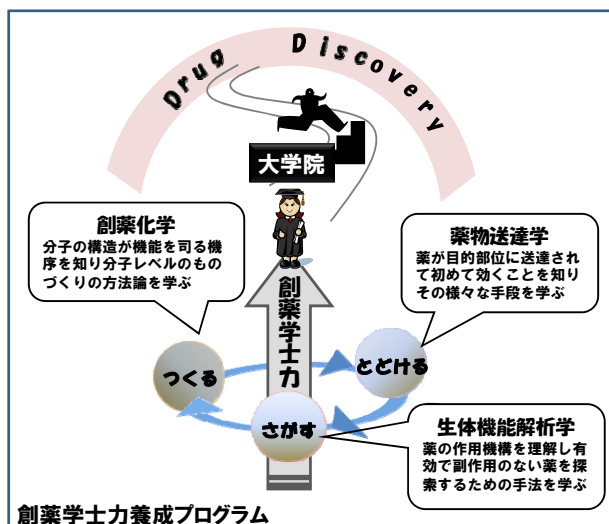 Drug Discovery
大学院
創薬化学
分子の構造が機能を司る機
序を知り分子レベルのもの
づくりの方法論を学ぶ
薬物送達学
薬が目的部位に送達され
て初めて効くことを知り
その様々な手段を学ぶ
創薬学士力
つくる
とどける
さがす
生体機能解析学
薬の作用機構を理解し有
効で副作用のない薬を探
索するための手法を学ぶ
創薬学士力養成プログラム